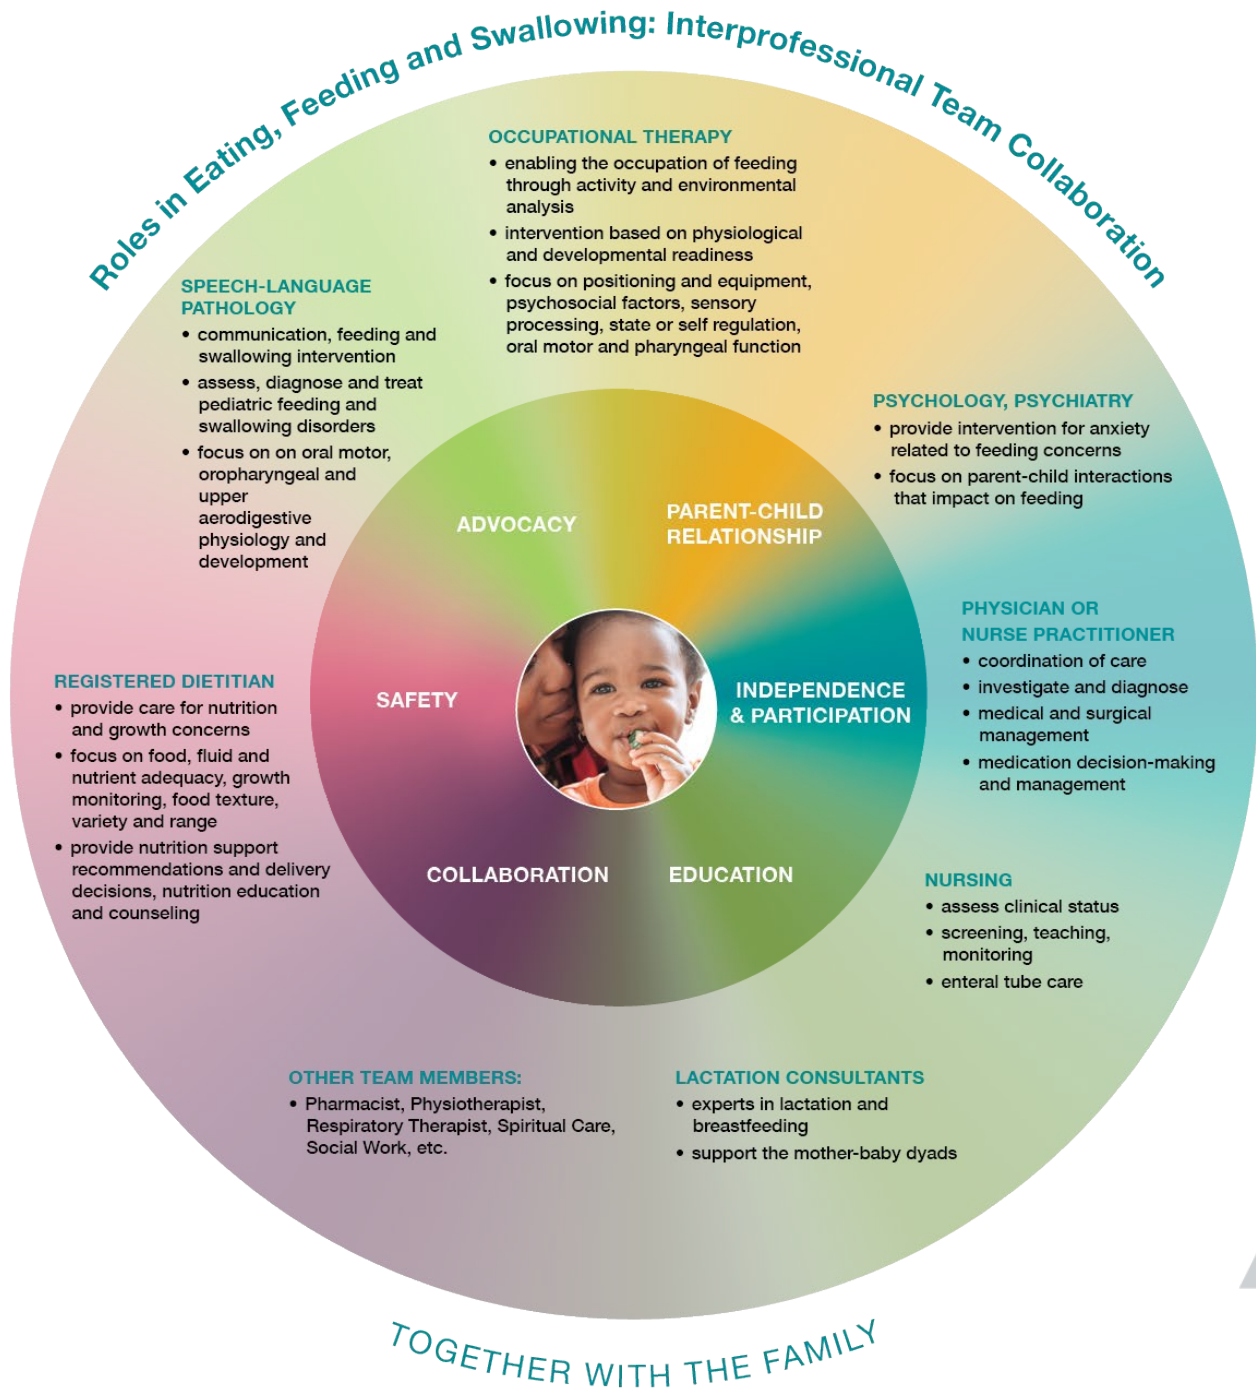 Roles in Eating, Feeding and Swallowing: Interprofessional Team Collaboration
OCCUPATIONAL THERAPY
• enabling the occupation of feeding
through activity and environmental
analysis
• intervention based on physiological
and developmental readiness
• focus on positioning and equipment,
psychosocial factors, sensory
processing, state or self regulation,
oral motor and pharyngeal function
SPEECH-LANGUAGE
PATHOLOGY
• communication, feeding and
swallowing intervention
• assess, diagnose and treat
pediatric feeding and
swallowing disorders
• focus on on oral motor,
oropharyngeal and
upper
aerodigestive
physiology and
development
PSYCHOLOGY, PSYCHIATRY
• provide intervention for anxiety
related to feeding concerns
• focus on parent-child interactions
that impact on feeding
ADVOCACY
PARENT-CHILD
RELATIONSHIP
PHYSICIAN OR
NURSE PRACTITIONER
• coordination of care
• investigate and diagnose
• medical and surgical
management
• medication decision-making
and management
SAFETY
INDEPENDENCE
& PARTICIPATION
REGISTERED DIETITIAN
• provide care for nutrition
and growth concerns
• focus on food, fluid and
nutrient adequacy, growth
monitoring, food texture,
variety and range
• provide nutrition support
recommendations and delivery
decisions, nutrition education
and counseling
COLLABORATION
EDUCATION
NURSING
• assess clinical status
• screening, teaching,
monitoring
• enteral tube care
OTHER TEAM MEMBERS:
• Pharmacist, Physiotherapist,
Respiratory Therapist, Spiritual Care,
Social Work, etc.
LACTATION CONSULTANTS
• experts in lactation and
breastfeeding
• support the mother-baby dyads
TOGETHER WITH THE FAMILY